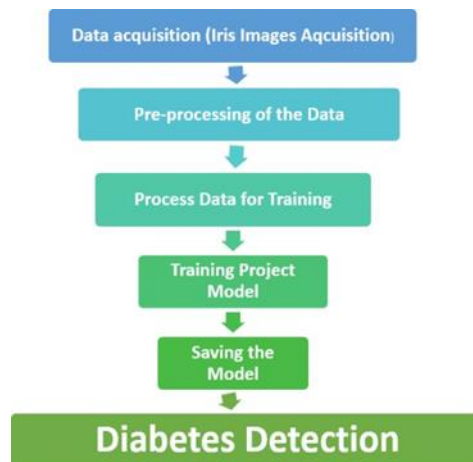 Data acquisition (Iris Images Aqcuisition)
Pre-processing of the Data
Process Data for Training
Training Project
Model
Saving the
Model
Diabetes Detection